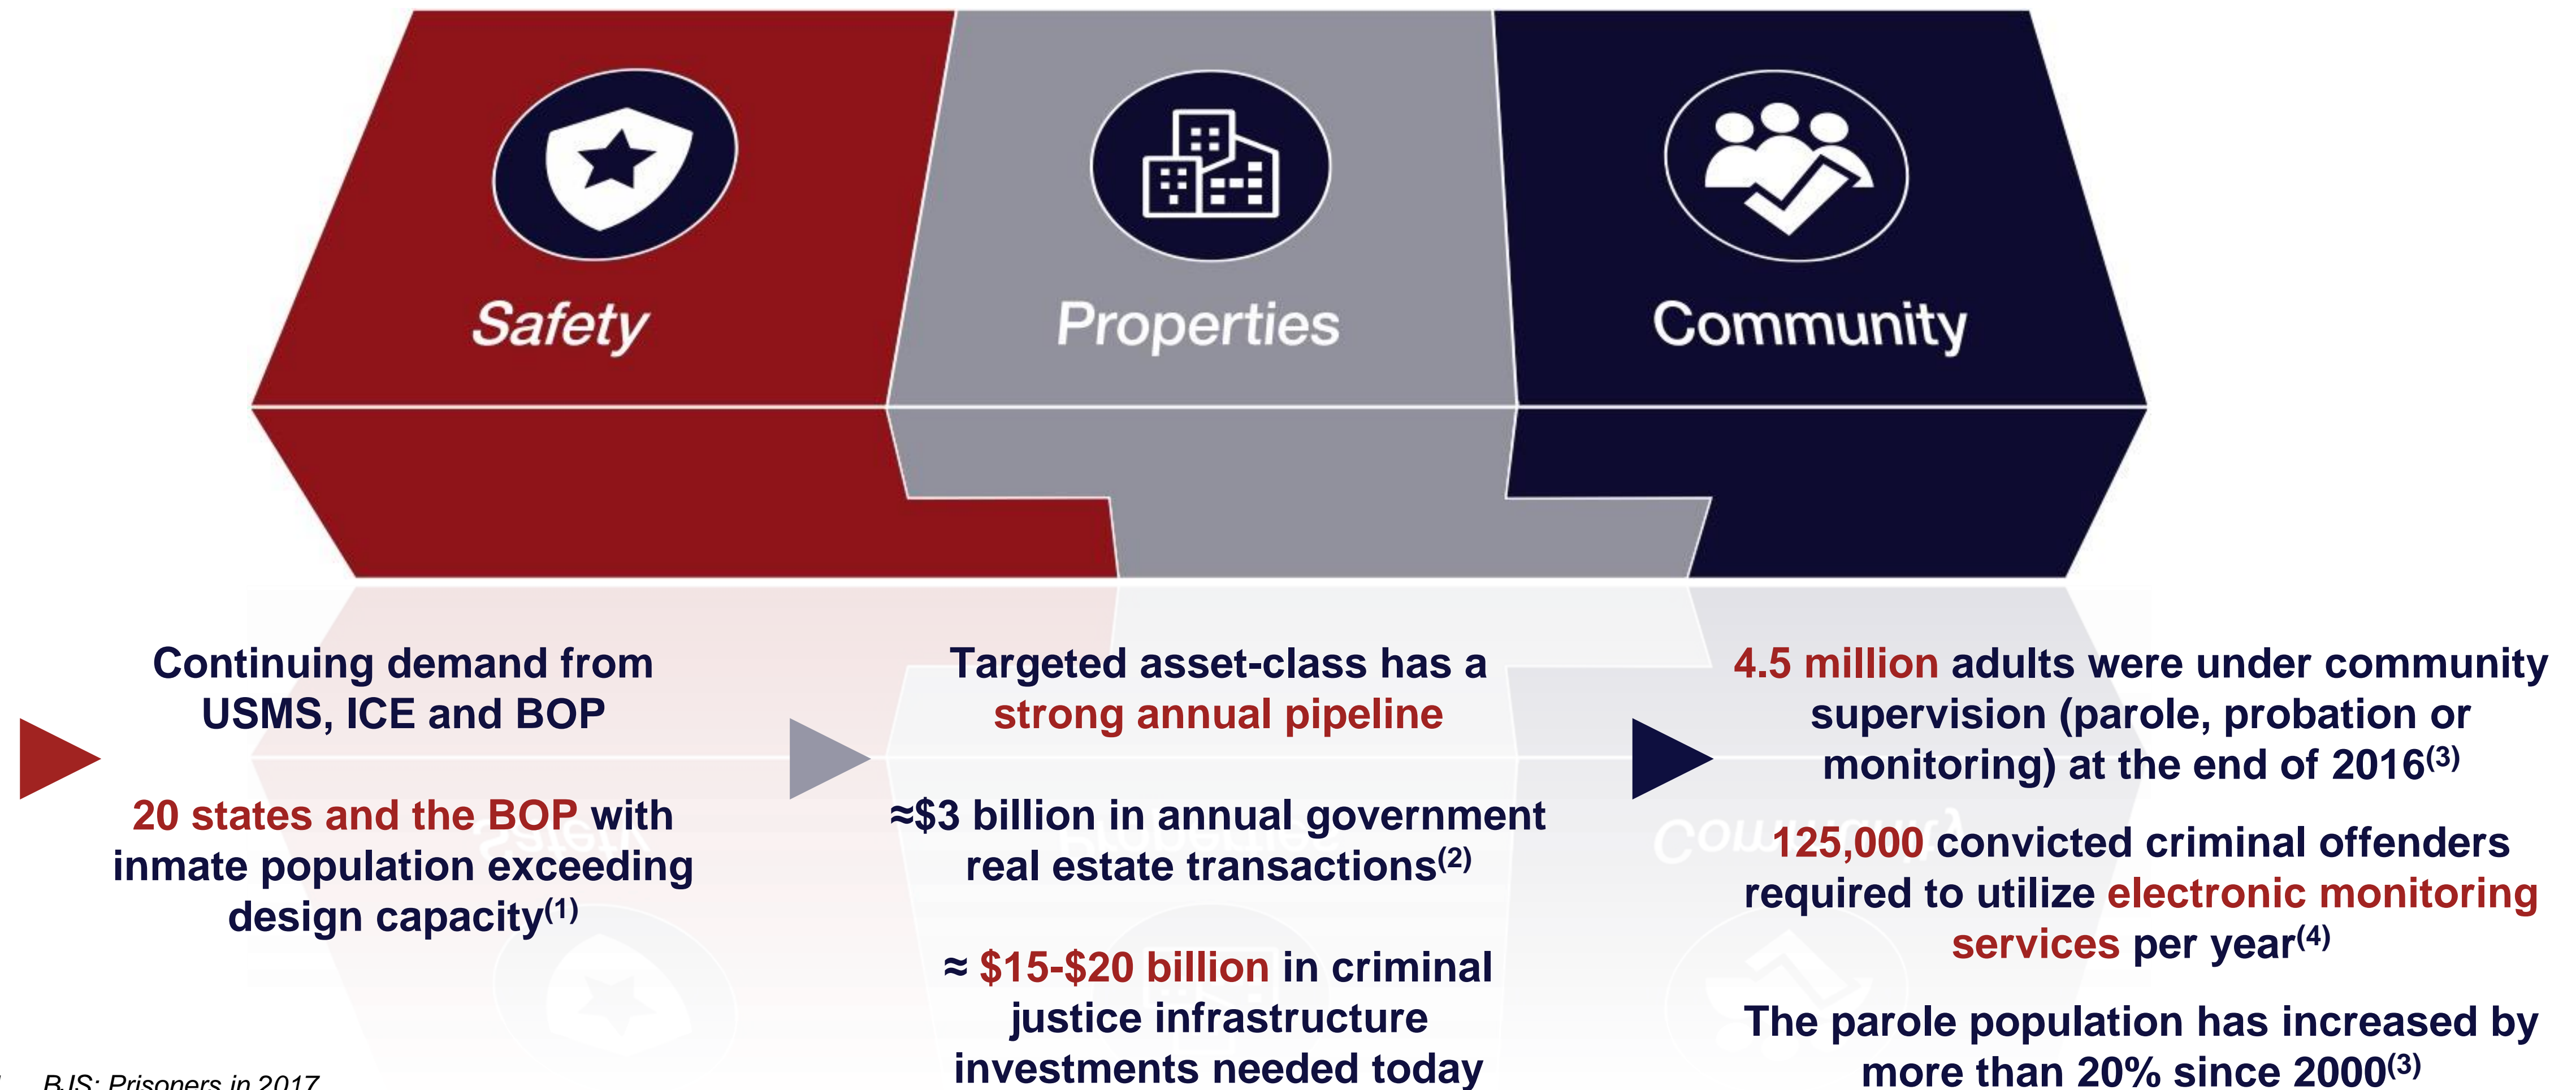 Safety
Properties
Community
Continuing demand from
USMS, ICE and BOP
20 states and the BOP with
inmate population exceeding
design capacity(1)
Targeted asset-class has a
strong annual pipeline
≈$3 billion in annual government
real estate transactions(2)
≈ $15-$20 billion in criminal
justice infrastructure
investments needed today
4.5 million adults were under community
supervision (parole, probation or
monitoring) at the end of 2016(3)
125,000 convicted criminal offenders
required to utilize electronic monitoring
services per year(4)
The parole population has increased by
more than 20% since 2000(3)
BJS: Prisoners in 2017